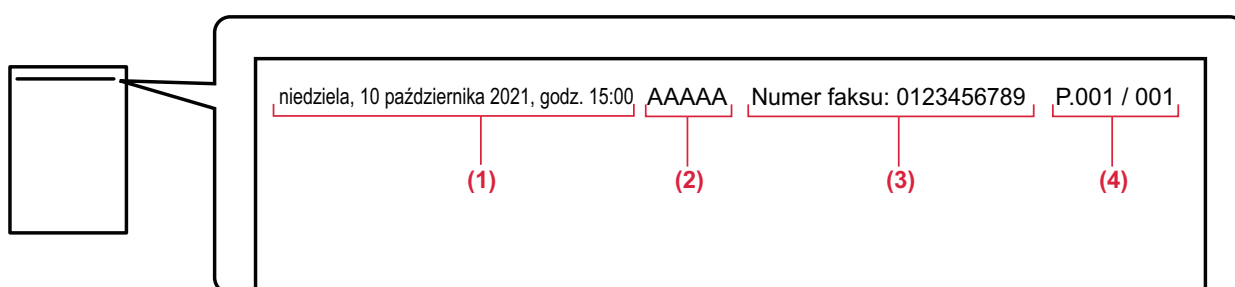 niedziela, 10 października 2021, godz. 15:00 AAAAA Numer faksu: 0123456789 P.001 / 001
(1) (2) (3) (4)